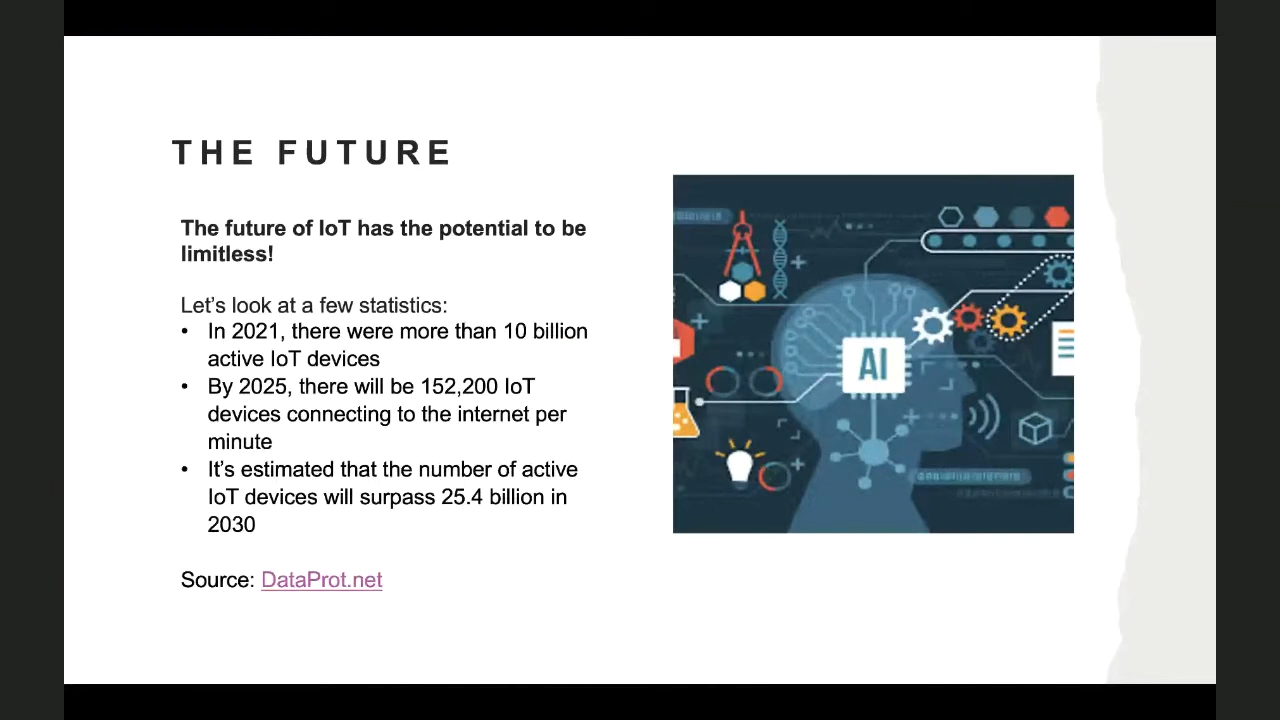 THE FUTURE
The future of IoT has the potential to be
limitless!
Let's look at a few statistics:
• In 2021, there were more than 10 billion
active IoT devices
• By 2025, there will be 152,200 IoT
devices connecting to the internet per
minute
• It's estimated that the number of active
IoT devices will surpass 25.4 billion in
2030
Source: DataProt.net
AI